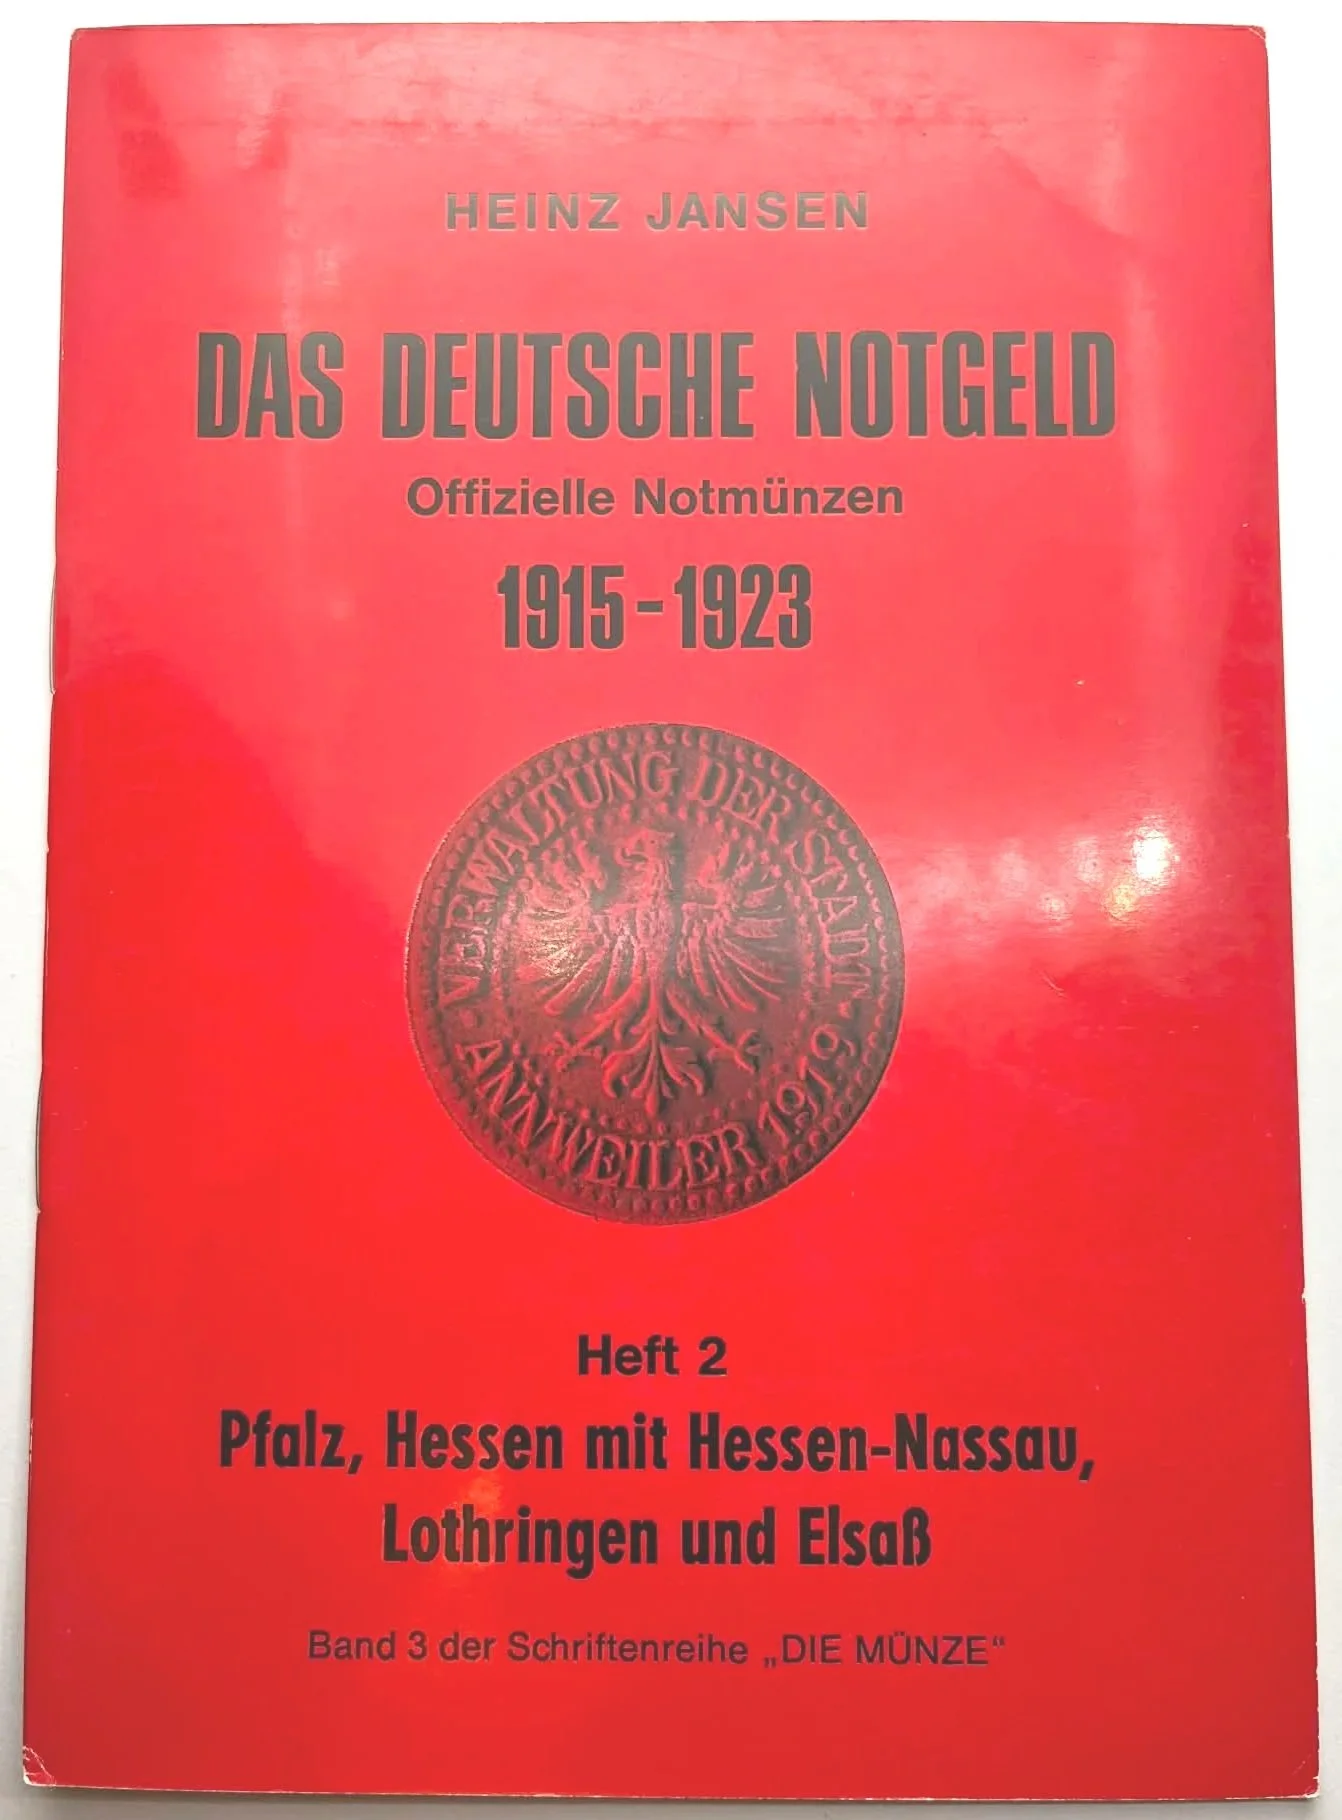 HEINZ JANSEN
DAS DEUTSCHE NOTGELD
Offizielle Notmünzen
1915-1923
·VERWALTUNG DER STADT·
ANNWEILER 1919
Heft 2
Pfalz, Hessen mit Hessen-Nassau,
Lothringen und Elsaß
Band 3 der Schriftenreihe „DIE MÜNZE“